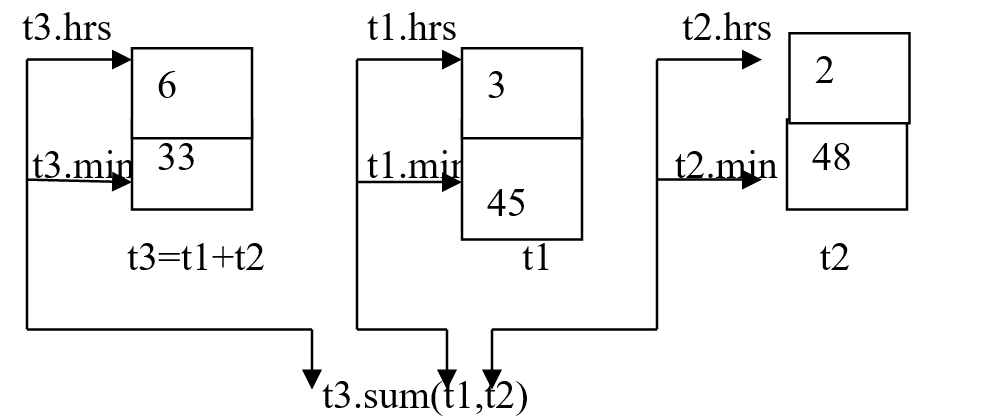 t3.hrs
6
t3.min
33
t3=t1+t2
t1.hrs
3
t1.min
45
t1
t2.hrs
2
t2.min
48
t2
t3.sum(t1,t2)